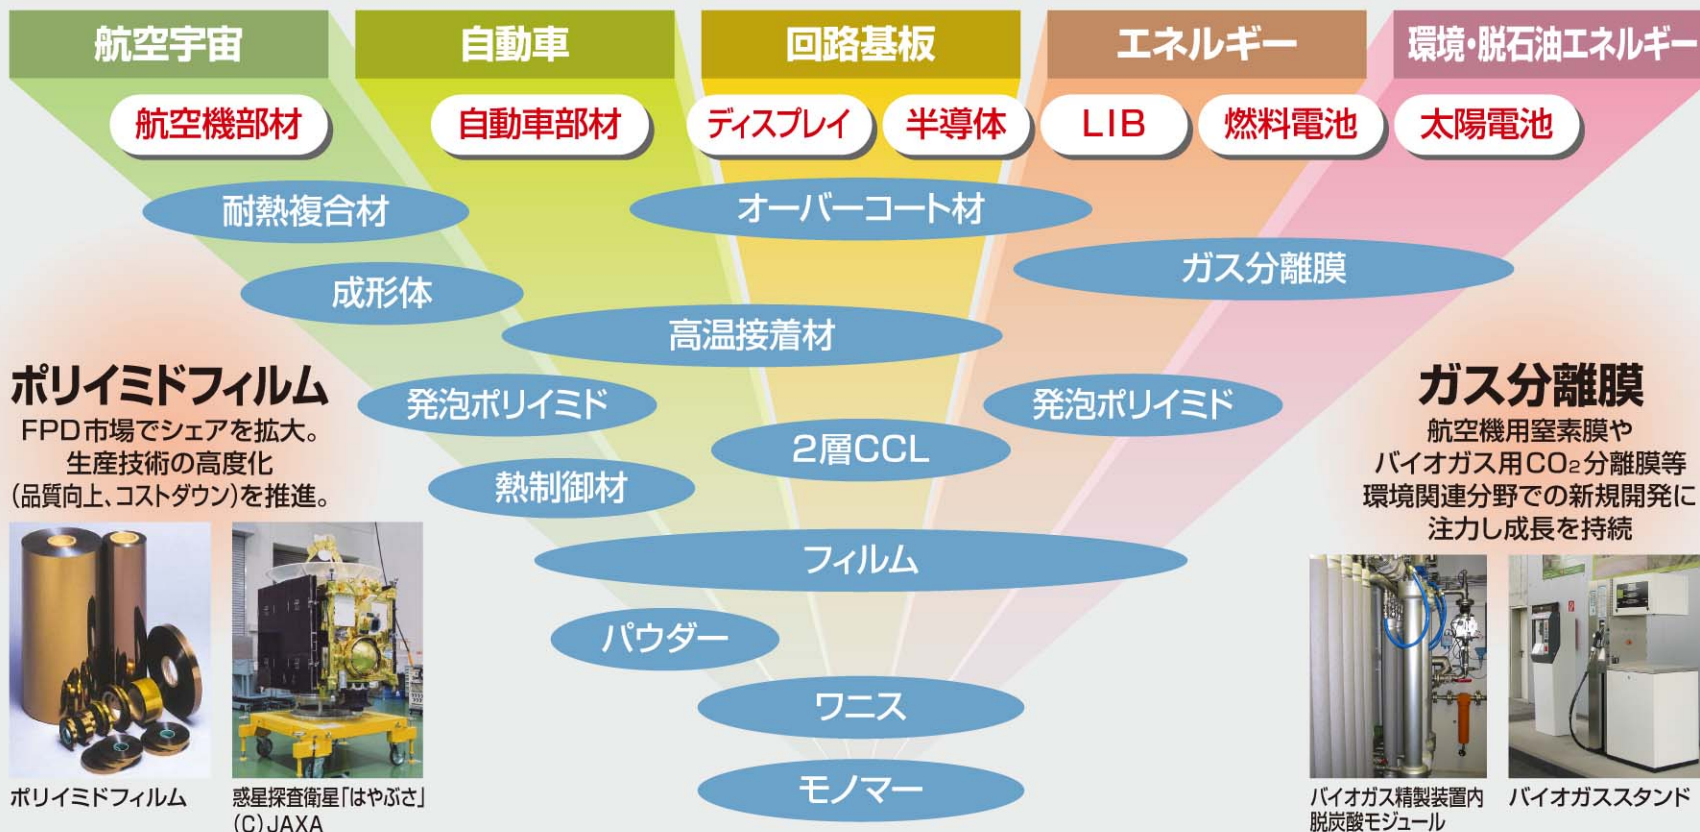 航空宇宙
自動車
回路基板
エネルギー
環境・脱石油エネルギー
航空機部材
自動車部材
ディスプレイ
半導体
LIB
燃料電池
太陽電池
耐熱複合材
オーバーコート材
ガス分離膜
成形体
高温接着材
発泡ポリイミド
発泡ポリイミド
2層CCL
熱制御材
フィルム
パウダー
ワニス
モノマー
ポリイミドフィルム
FPD市場でシェアを拡大。
生産技術の高度化
(品質向上、コストダウン)を推進。
ポリイミドフィルム
惑星探査衛星「はやぶさ」
(C)JAXA
ガス分離膜
航空機用窒素膜や
バイオガス用CO₂分離膜等
環境関連分野での新規開発に
注力し成長を持続
バイオガス精製装置内
脱炭酸モジュール
バイオガススタンド